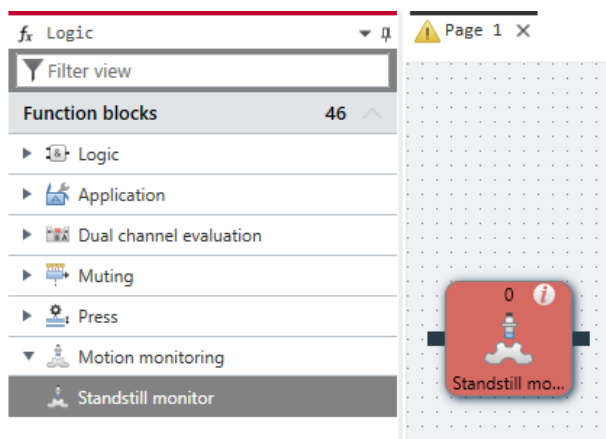 fx Logic
Page 1
Filter view
Function blocks 46
Logic
Application
Dual channel evaluation
Muting
Press
Motion monitoring
Standstill monitor
0
Standstill mo...